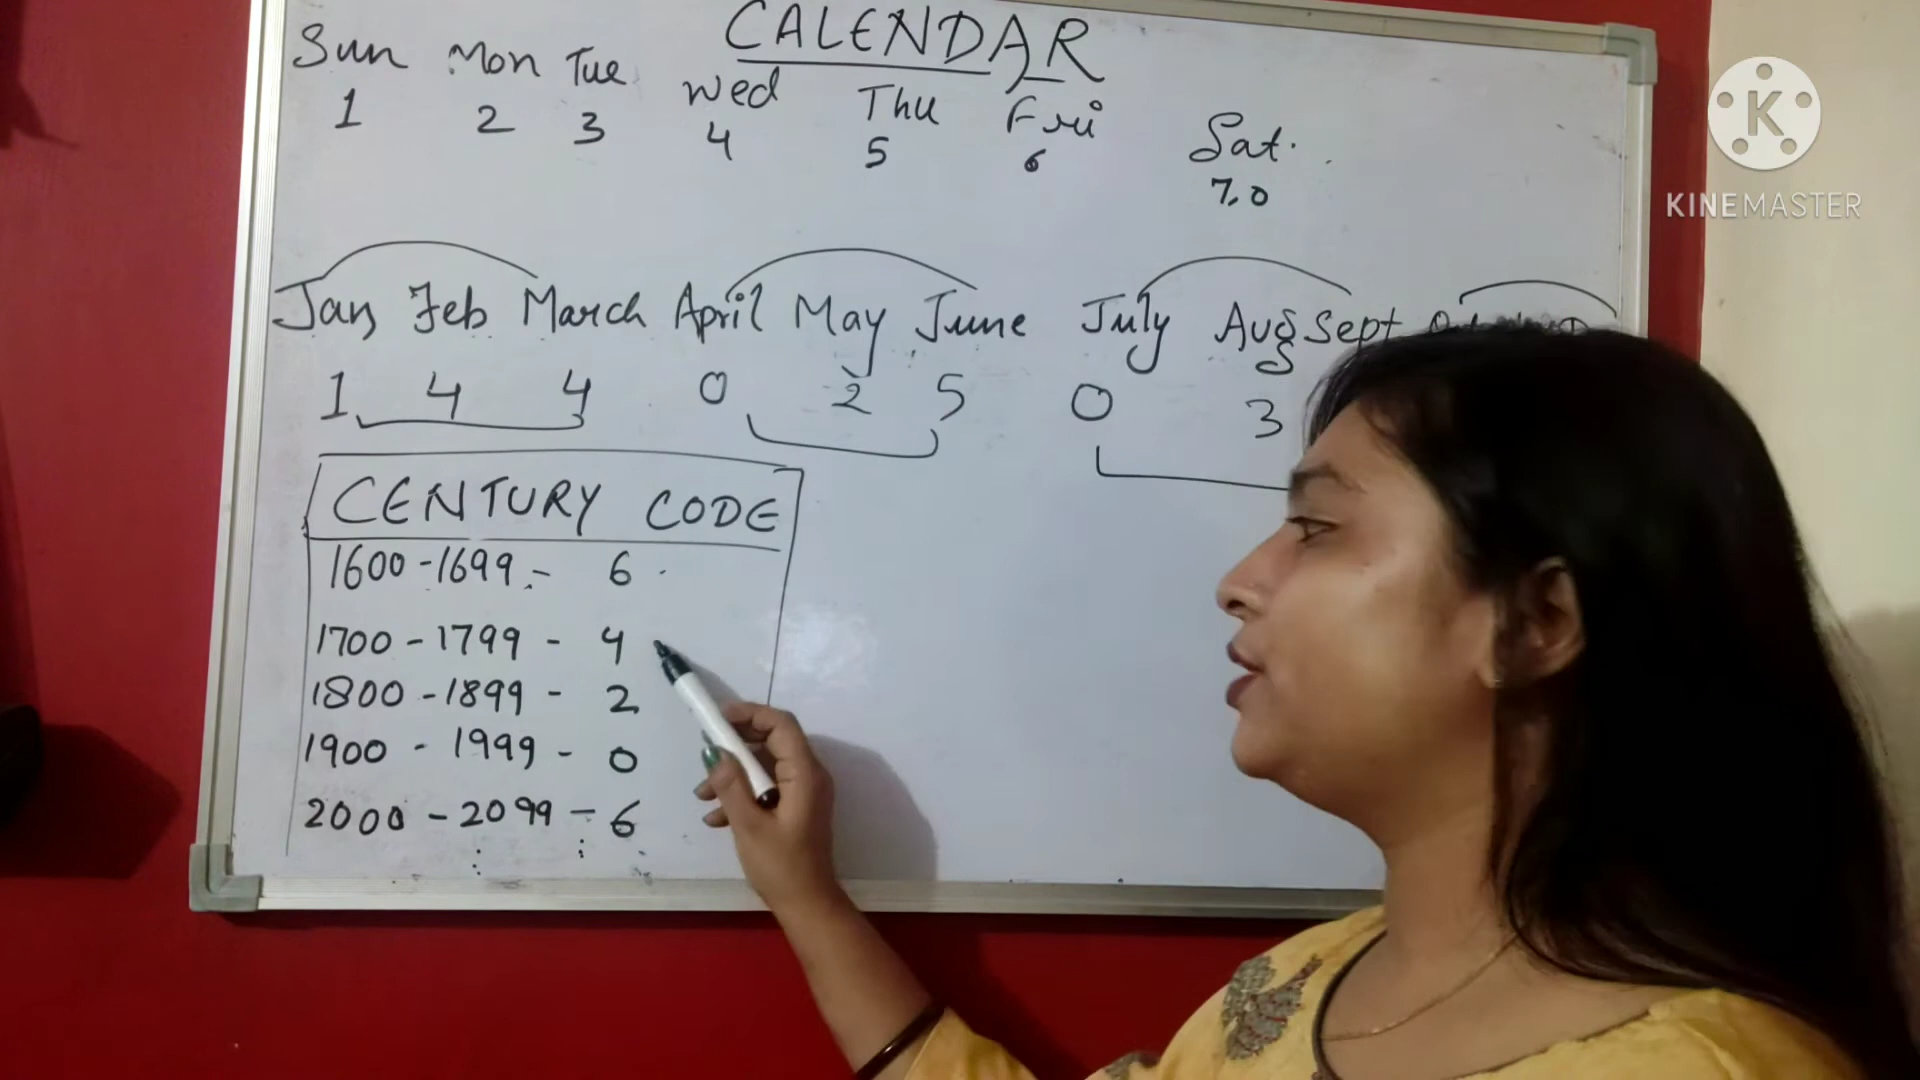 CALENDAR
Sun Mon Tue Wed Thu Fri Sat.
1 2 3 4 5 6 7,0
K
KINEMASTER
Jan Feb March April May June July Aug Sept
1 4 4 0 2 5 0 3
CENTURY CODE
1600 - 1699 - 6
1700 - 1799 - 4
1800 - 1899 - 2
1900 - 1999 - 0
2000 - 2099 - 6